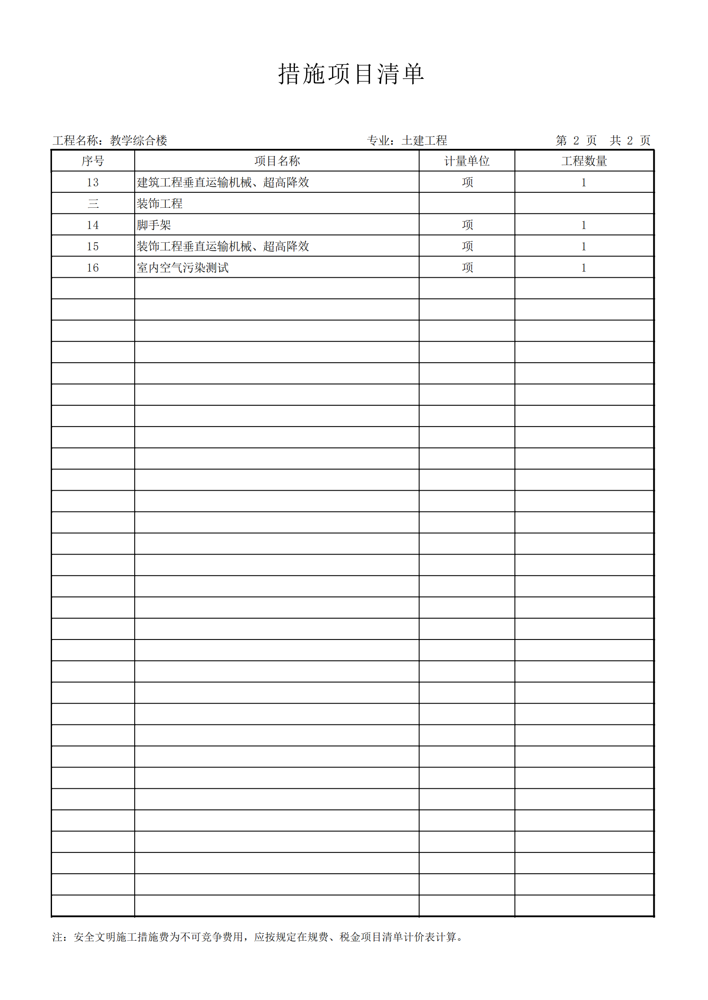 措施项目清单
工程名称：教学综合楼 专业：土建工程 第 2 页 共 2 页
序号 项目名称 计量单位 工程数量
13 建筑工程垂直运输机械、超高降效 项 1
三 装饰工程
14 脚手架 项 1
15 装饰工程垂直运输机械、超高降效 项 1
16 室内空气污染测试 项 1
注：安全文明施工措施费为不可竞争费用，应按规定在规费、税金项目清单计价表计算。